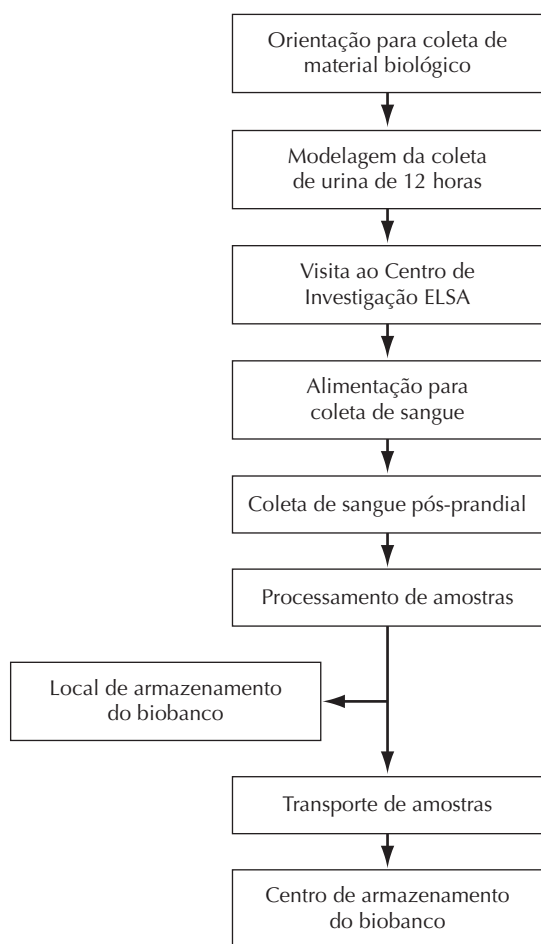 Orientação para coleta de
material biológico
Modelagem da coleta
de urina de 12 horas
Visita ao Centro de
Investigação ELSA
Alimentação para
coleta de sangue
Coleta de sangue pós-prandial
Processamento de amostras
Local de armazenamento
do biobanco
Transporte de amostras
Centro de armazenamento
do biobanco